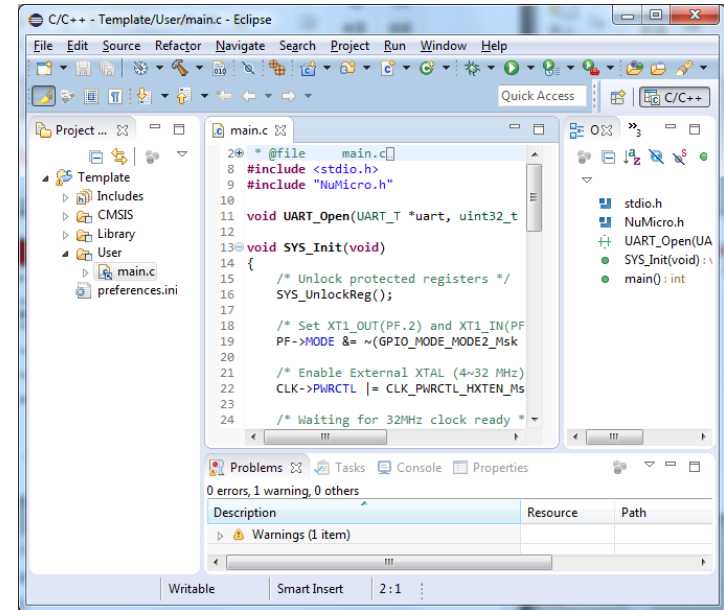 C/C++ - Template/User/main.c - Eclipse
File Edit Source Refactor Navigate Search Project Run Window Help
010
Quick Access
C/C++
Project ...
Template
Includes
CMSIS
Library
User
main.c
preferences.ini
main.c
2 * @file main.c
8 #include <stdio.h>
9 #include "NuMicro.h"
10
11 void UART_Open(UART_T *uart, uint32_t
12
13 void SYS_Init(void)
14 {
15 /* Unlock protected registers */
16 SYS_UnlockReg();
17
18 /* Set XT1_OUT(PF.2) and XT1_IN(PF
19 PF->MODE &= ~(GPIO_MODE_MODE2_Msk
20
21 /* Enable External XTAL (4~32 MHz)
22 CLK->PWRCTL |= CLK_PWRCTL_HXTEN_Ms
23
24 /* Waiting for 32MHz clock ready *
O
»3
stdio.h
NuMicro.h
UART_Open(UA
SYS_Init(void) :
main() : int
Problems Tasks Console Properties
0 errors, 1 warning, 0 others
Description Resource Path
Warnings (1 item)
Writable Smart Insert 2 : 1